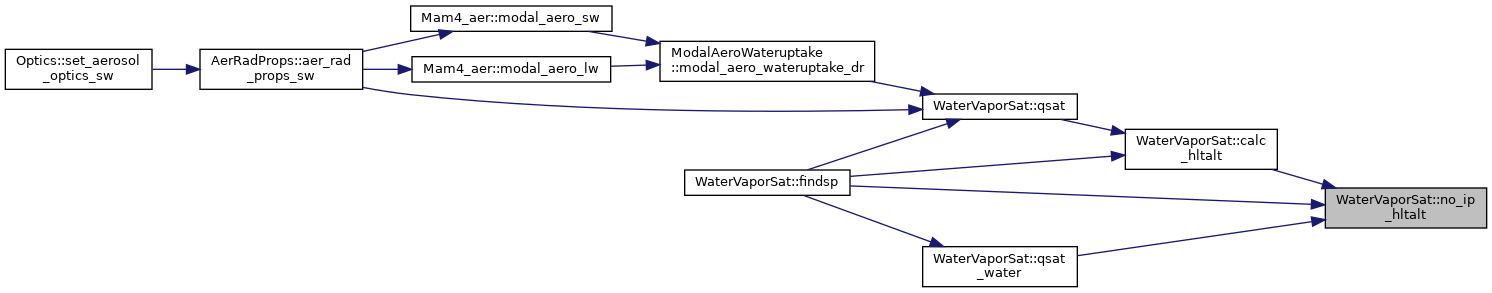 Mam4_aer::modal_aero_sw
Optics::set_aerosol
_optics_sw
AerRadProps::aer_rad
_props_sw
Mam4_aer::modal_aero_lw
ModalAeroWateruptake
::modal_aero_wateruptake_dr
WaterVaporSat::qsat
WaterVaporSat::calc
_hltalt
WaterVaporSat::findsp
WaterVaporSat::no_ip
_hltalt
WaterVaporSat::qsat
_water